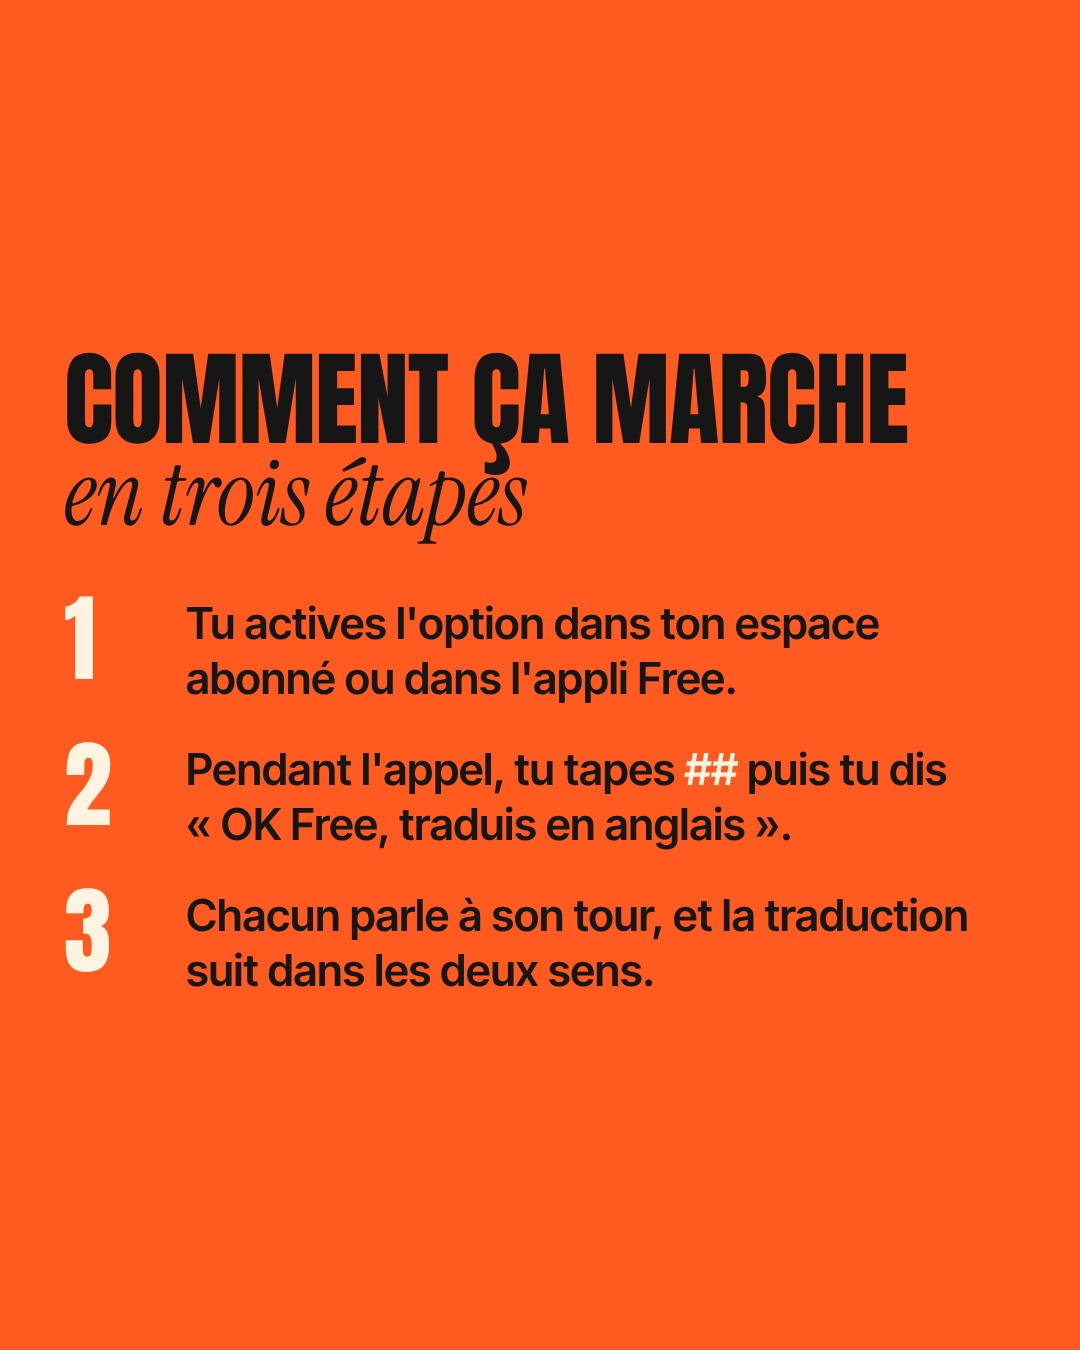 COMMENT ÇA MARCHE
en trois étapes
1 Tu actives l'option dans ton espace
abonné ou dans l'appli Free.
2 Pendant l'appel, tu tapes ## puis tu dis
« OK Free, traduis en anglais ».
3 Chacun parle à son tour, et la traduction
suit dans les deux sens.